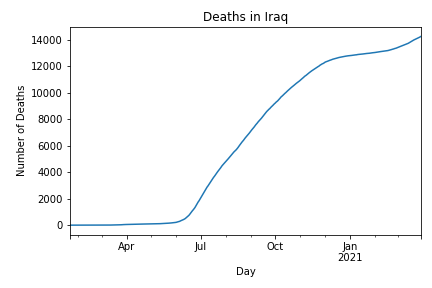 Deaths in Iraq
14000
12000
10000
8000
6000
4000
2000
0
Number of Deaths
Apr
Jul
Oct
Jan
2021
Day